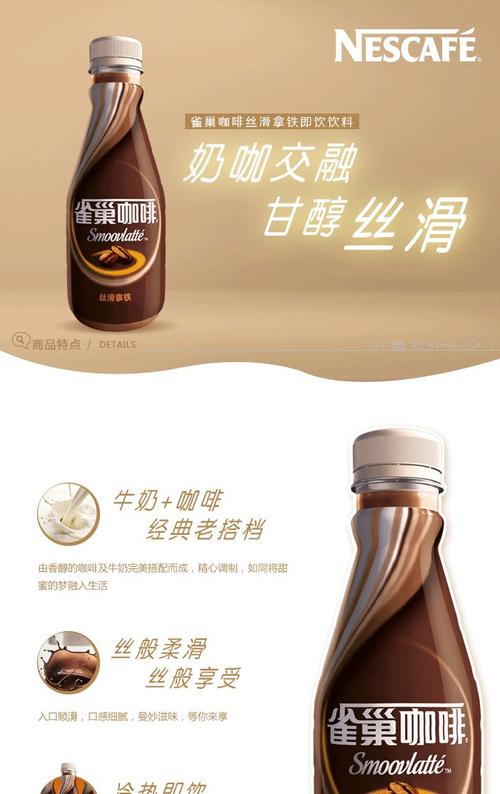 NESCAFÉ
雀巢咖啡丝滑拿铁即饮饮料
奶咖交融
甘醇丝滑
雀巢咖啡
Smoovlatté™
丝滑拿铁
商品特点 / DETAILS
牛奶+咖啡
经典老搭档
由香醇的咖啡及牛奶完美搭配而成，精心调制，如同将甜
蜜的梦融入生活
丝般柔滑
丝般享受
入口顺滑，口感细腻，曼妙滋味，等你来享
雀巢咖啡
Smoovlatté™
冷热即饮